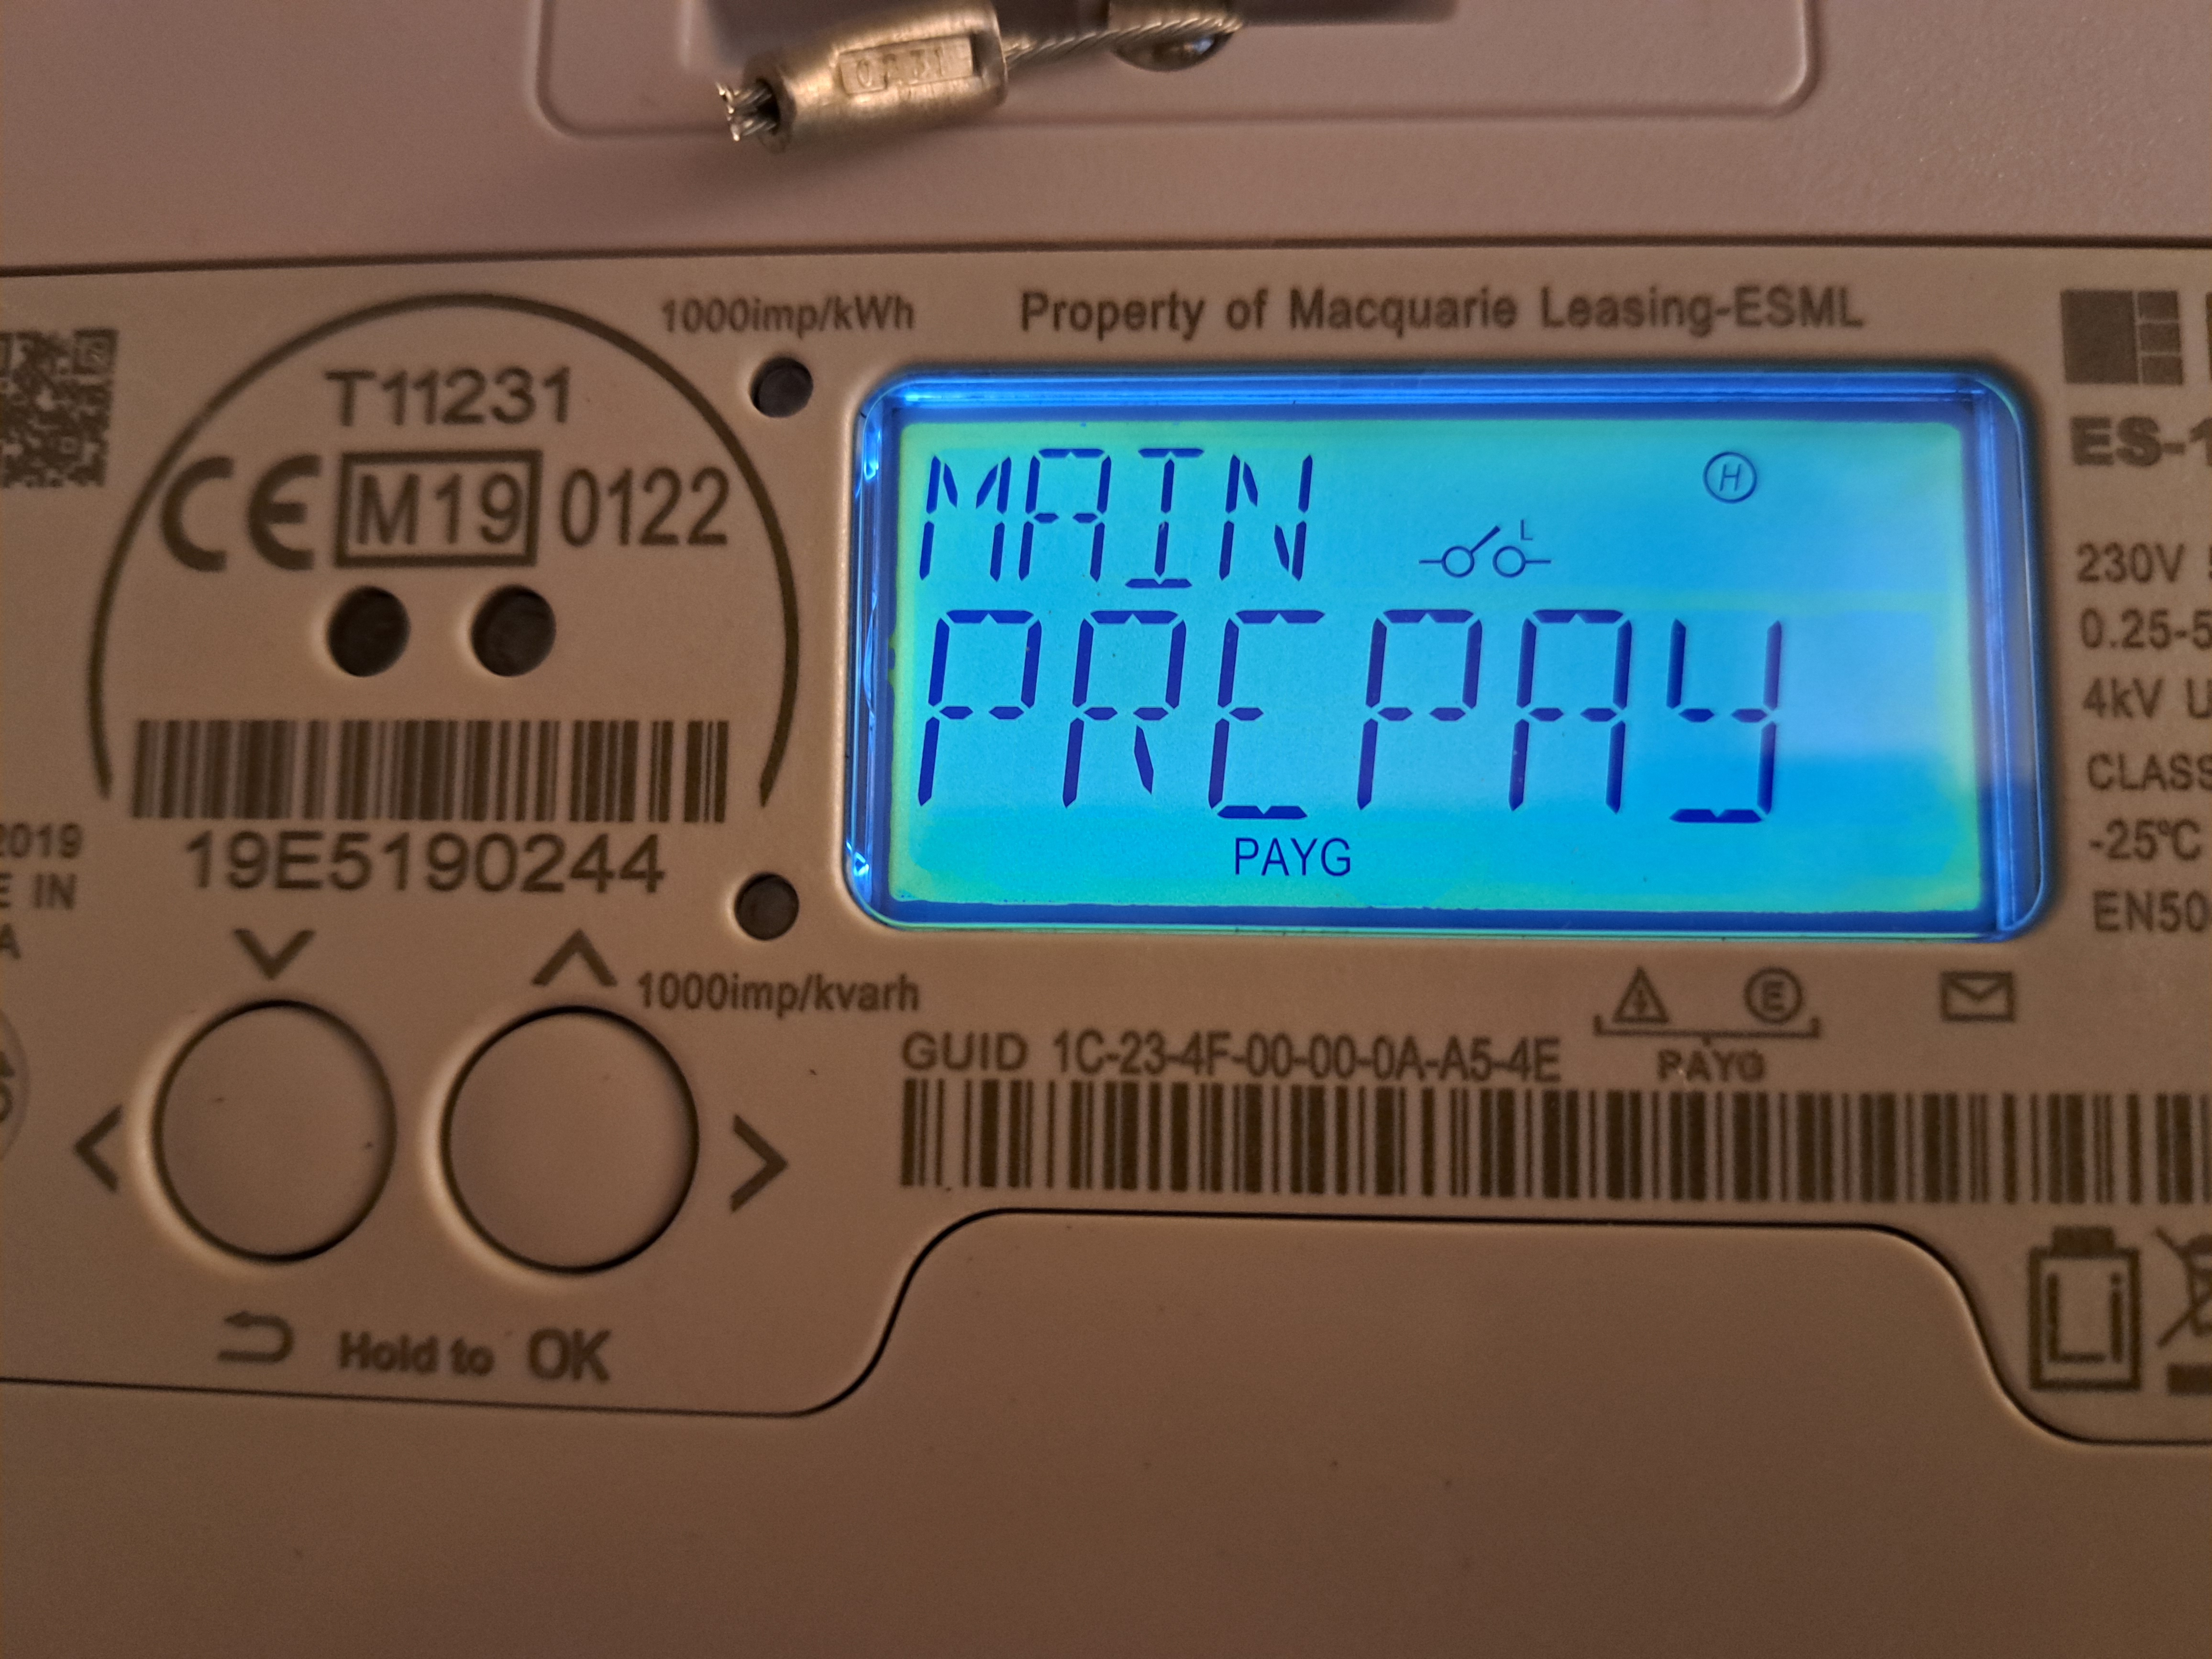 1000imp/kWh
Property of Macquarie Leasing-ESML
T11231
CE M19 0122
MAIN
H
L
PREPAY
PAYG
19E5190244
2019
E IN
A
1000imp/kvarh
ES-1
230V
0.25-5
4kV U
CLASS
-25°C
EN50
E
PAYG
GUID 1C-23-4F-00-00-0A-A5-4E
Hold to OK
Li